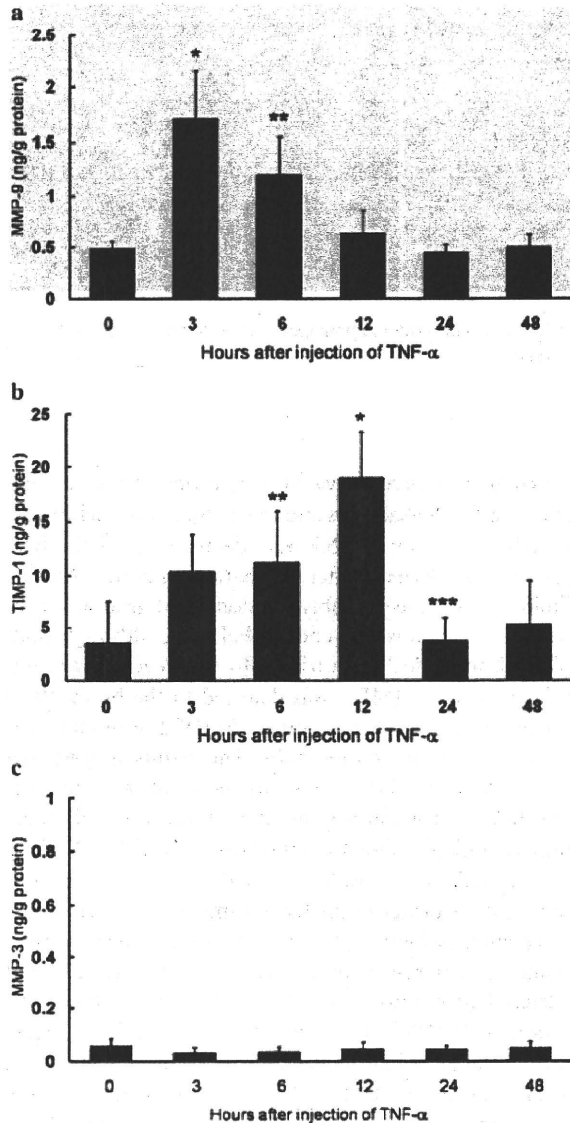 a
2.5
2
1.5
1
0.5
0
MMP-9 (ng/g protein)
*
**
0 3 6 12 24 48
Hours after injection of TNF-α
b
25
20
15
10
5
0
TIMP-1 (ng/g protein)
**
*
***
0 3 6 12 24 48
Hours after injection of TNF-α
c
1
0.8
0.6
0.4
0.2
0
MMP-3 (ng/g protein)
0 3 6 12 24 48
Hours after injection of TNF-α